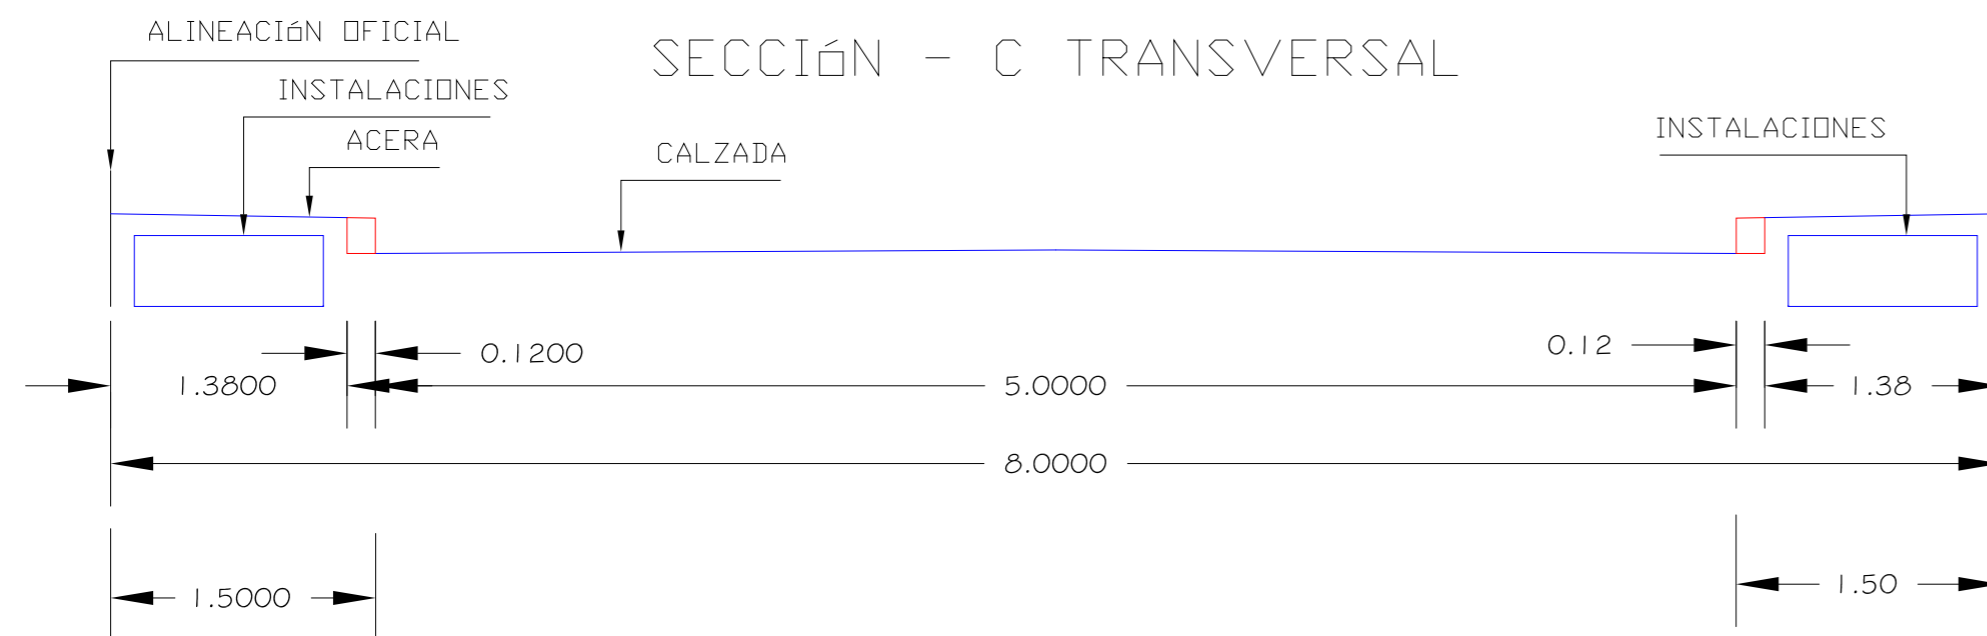 ALINEACIóN OFICIAL
SECCIóN - C TRANSVERSAL
INSTALACIONES
ACERA
CALZADA
INSTALACIONES
0.1200
0.12
1.3800
5.0000
1.38
8.0000
1.5000
1.50